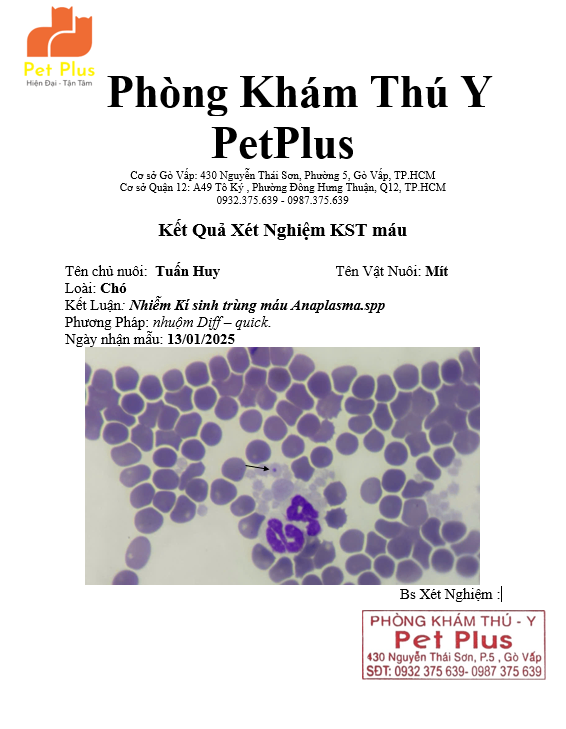 Pet Plus
Hiện Đại - Tận Tâm
Phòng Khám Thú Y
PetPlus
Cơ sở Gò Vấp: 430 Nguyễn Thái Sơn, Phường 5, Gò Vấp, TP.HCM
Cơ sở Quận 12: A49 Tô Ký , Phường Đông Hưng Thuận, Q12, TP.HCM
0932.375.639 - 0987.375.639
Kết Quả Xét Nghiệm KST máu
Tên chủ nuôi: Tuấn Huy Tên Vật Nuôi: Mít
Loài: Chó
Kết Luận: Nhiễm Kí sinh trùng máu Anaplasma.spp
Phương Pháp: nhuộm Diff – quick.
Ngày nhận mẫu: 13/01/2025
Bs Xét Nghiệm :
PHÒNG KHÁM THÚ - Y
Pet Plus
430 Nguyễn Thái Sơn, P.5 , Gò Vấp
SĐT: 0932 375 639- 0987 375 639